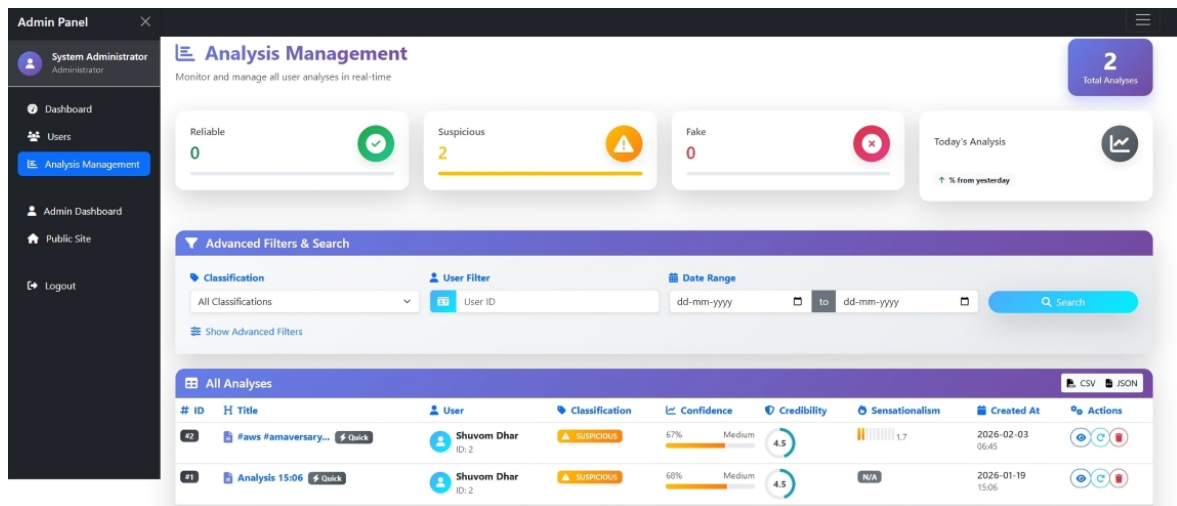 Admin Panel
System Administrator
Administrator
Dashboard
Users
Analysis Management
Admin Dashboard
Public Site
Logout
Analysis Management
Monitor and manage all user analyses in real-time
2
Total Analyses
Reliable
0
Suspicious
2
Fake
0
Today's Analysis
↑ % from yesterday
Advanced Filters & Search
Classification
All Classifications
Show Advanced Filters
User Filter
User ID
Date Range
dd-mm-yyyy to dd-mm-yyyy
Search
All Analyses
CSV JSON
# ID Title User Classification Confidence Credibility Sensationalism Created At Actions
#2 #aws #amaversary... Quick Shuvom Dhar SUSPICIOUS 67% Medium 4.5 1.7 2026-02-03
ID: 2 06:45
#1 Analysis 15:06 Quick Shuvom Dhar SUSPICIOUS 68% Medium 4.5 N/A 2026-01-19
ID: 2 15:06